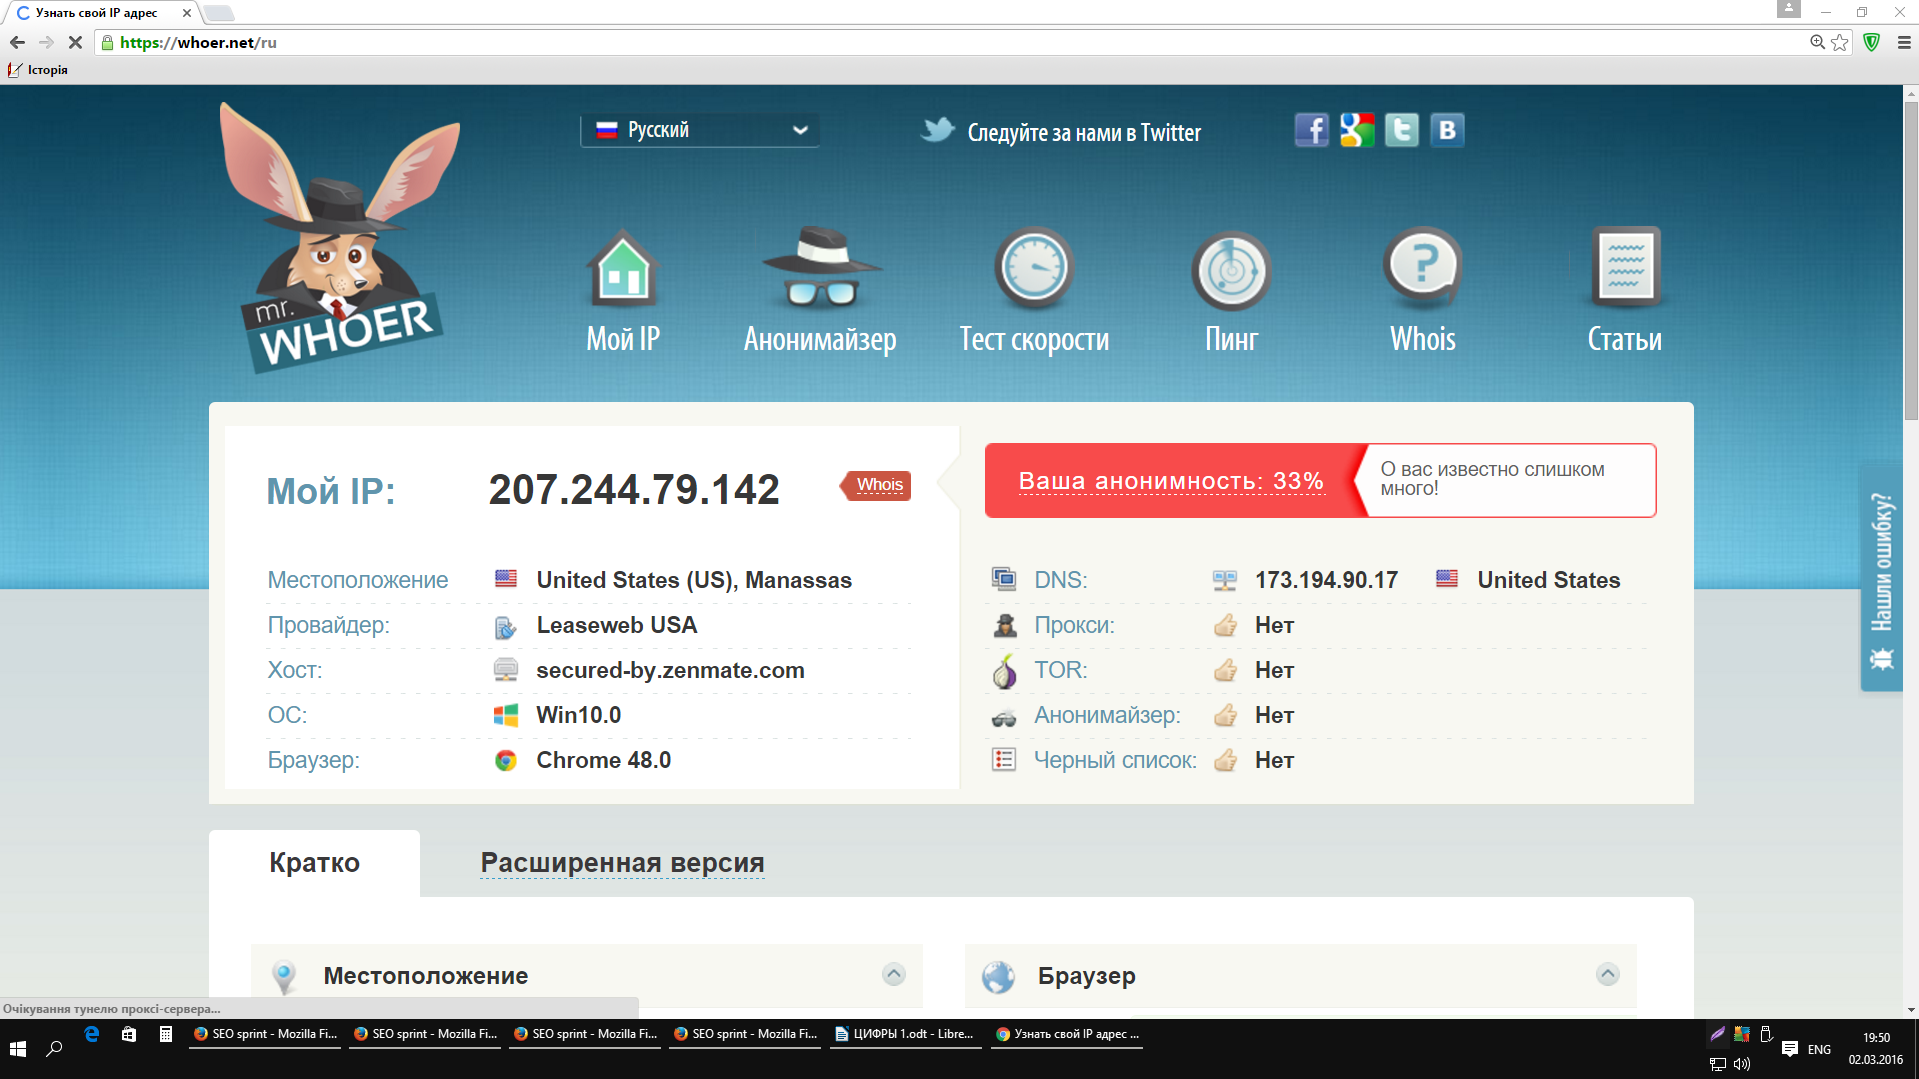 Узнать свой IP адрес
https://whoer.net/ru
Історія
Русский
Следуйте за нами в Twitter
mr.
WHOER
Мой IP
Анонимайзер
Тест скорости
Пинг
Whois
Статьи
Мой IP:
207.244.79.142
Whois
Ваша анонимность: 33%
О вас известно слишком
много!
Местоположение
United States (US), Manassas
Провайдер:
Leaseweb USA
Хост:
secured-by.zenmate.com
ОС:
Win10.0
Браузер:
Chrome 48.0
DNS:
173.194.90.17
United States
Прокси:
Нет
TOR:
Нет
Анонимайзер:
Нет
Черный список:
Нет
Нашли ошибку?
Кратко
Расширенная версия
Местоположение
Браузер
Очікування тунелю проксі-сервера...
SEO sprint - Mozilla Fi...
SEO sprint - Mozilla Fi...
SEO sprint - Mozilla Fi...
SEO sprint - Mozilla Fi...
ЦИФРЫ 1.odt - Libre...
Узнать свой IP адрес ...
ENG
19:50
02.03.2016